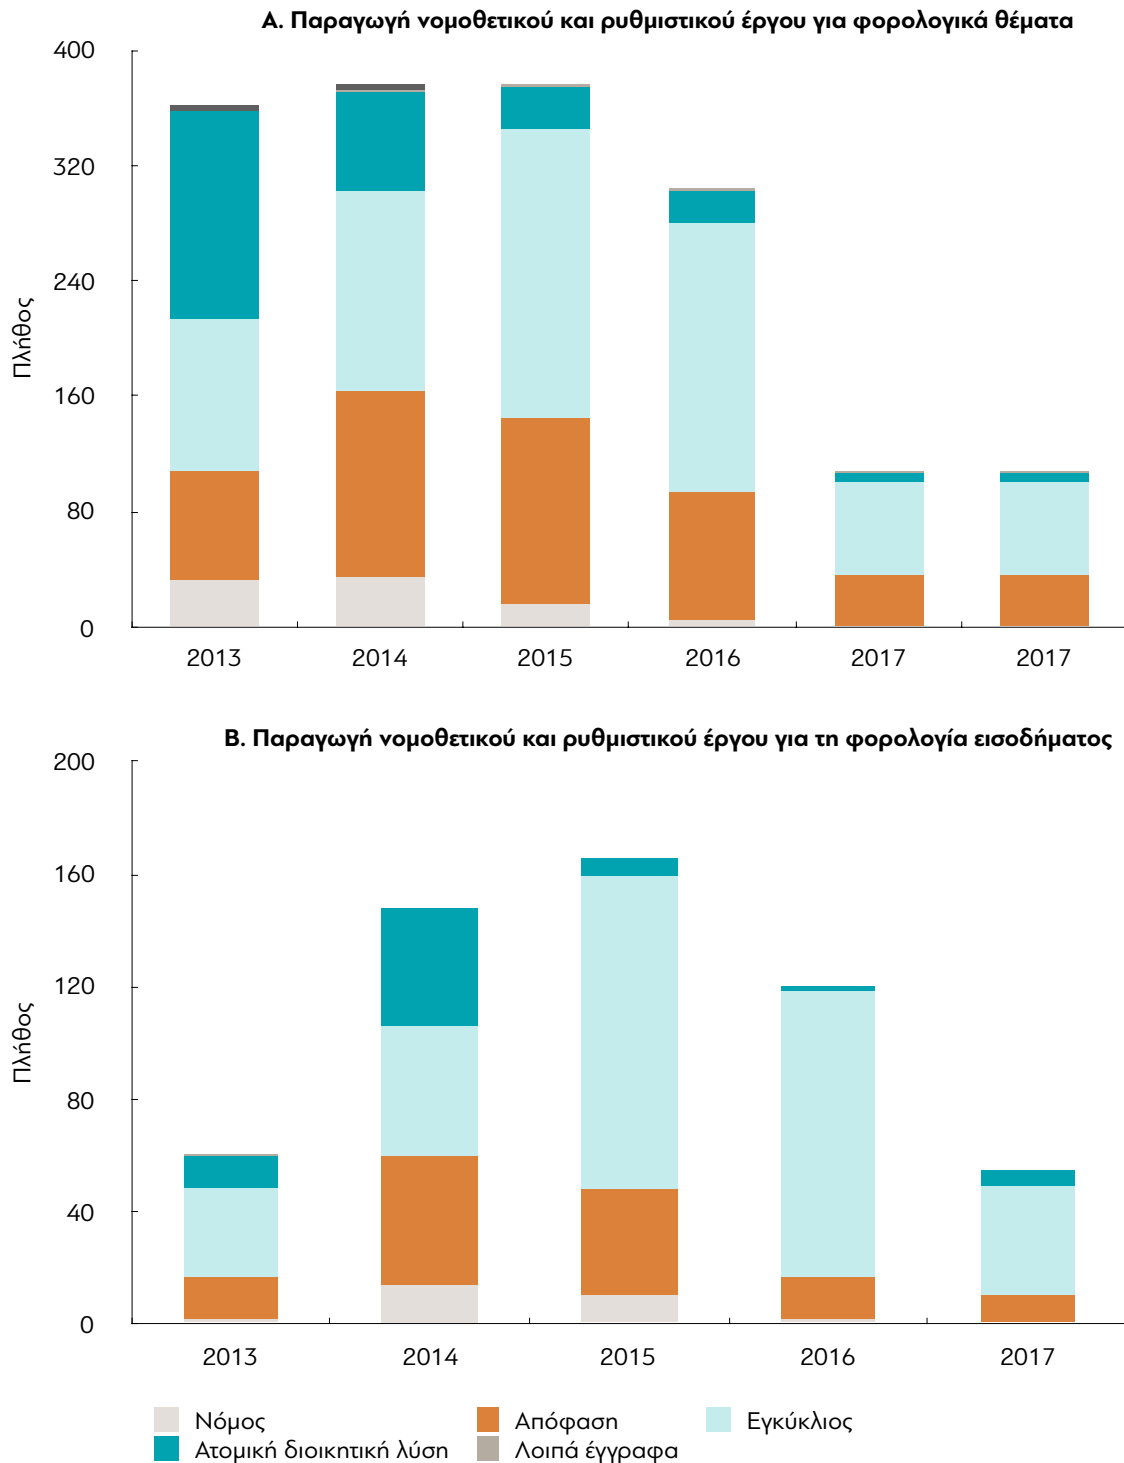 Α. Παραγωγή νομοθετικού και ρυθμιστικού έργου για φορολογικά θέματα
400
320
240
160
80
0
Πλήθος
2013 2014 2015 2016 2017 2017
Β. Παραγωγή νομοθετικού και ρυθμιστικού έργου για τη φορολογία εισοδήματος
200
160
120
80
40
0
Πλήθος
2013 2014 2015 2016 2017
Νόμος Απόφαση Εγκύκλιος
Ατομική διοικητική λύση Λοιπά έγγραφα